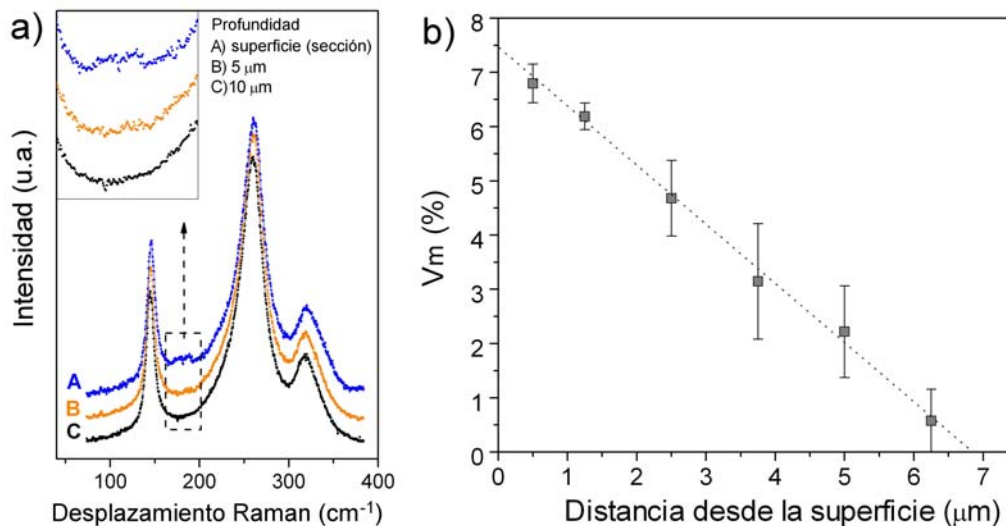 a)
Profundidad
A) superficie (sección)
B) 5 μm
C)10 μm
Intensidad (u.a.)
A
B
C
100 200 300 400
Desplazamiento Raman (cm-1)
b)
8
7
6
5
4
3
2
1
0
Vm (%)
0 1 2 3 4 5 6 7
Distancia desde la superficie (μm)